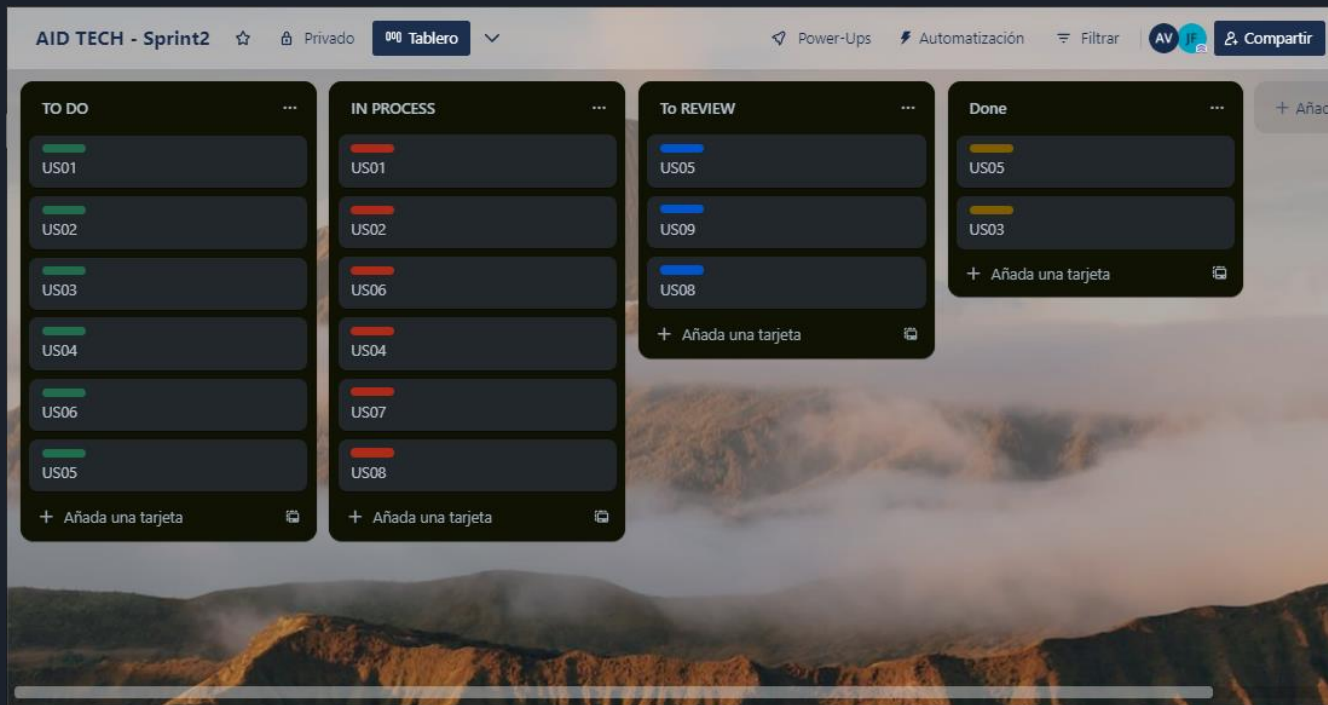 AID TECH - Sprint2 Privado Tablero Power-Ups Automatización Filtrar AV JF Compartir
TO DO
US01
US02
US03
US04
US06
US05
+ Añada una tarjeta
IN PROCESS
US01
US02
US06
US04
US07
US08
+ Añada una tarjeta
To REVIEW
US05
US09
US08
+ Añada una tarjeta
Done
US05
US03
+ Añada una tarjeta
+ Añad